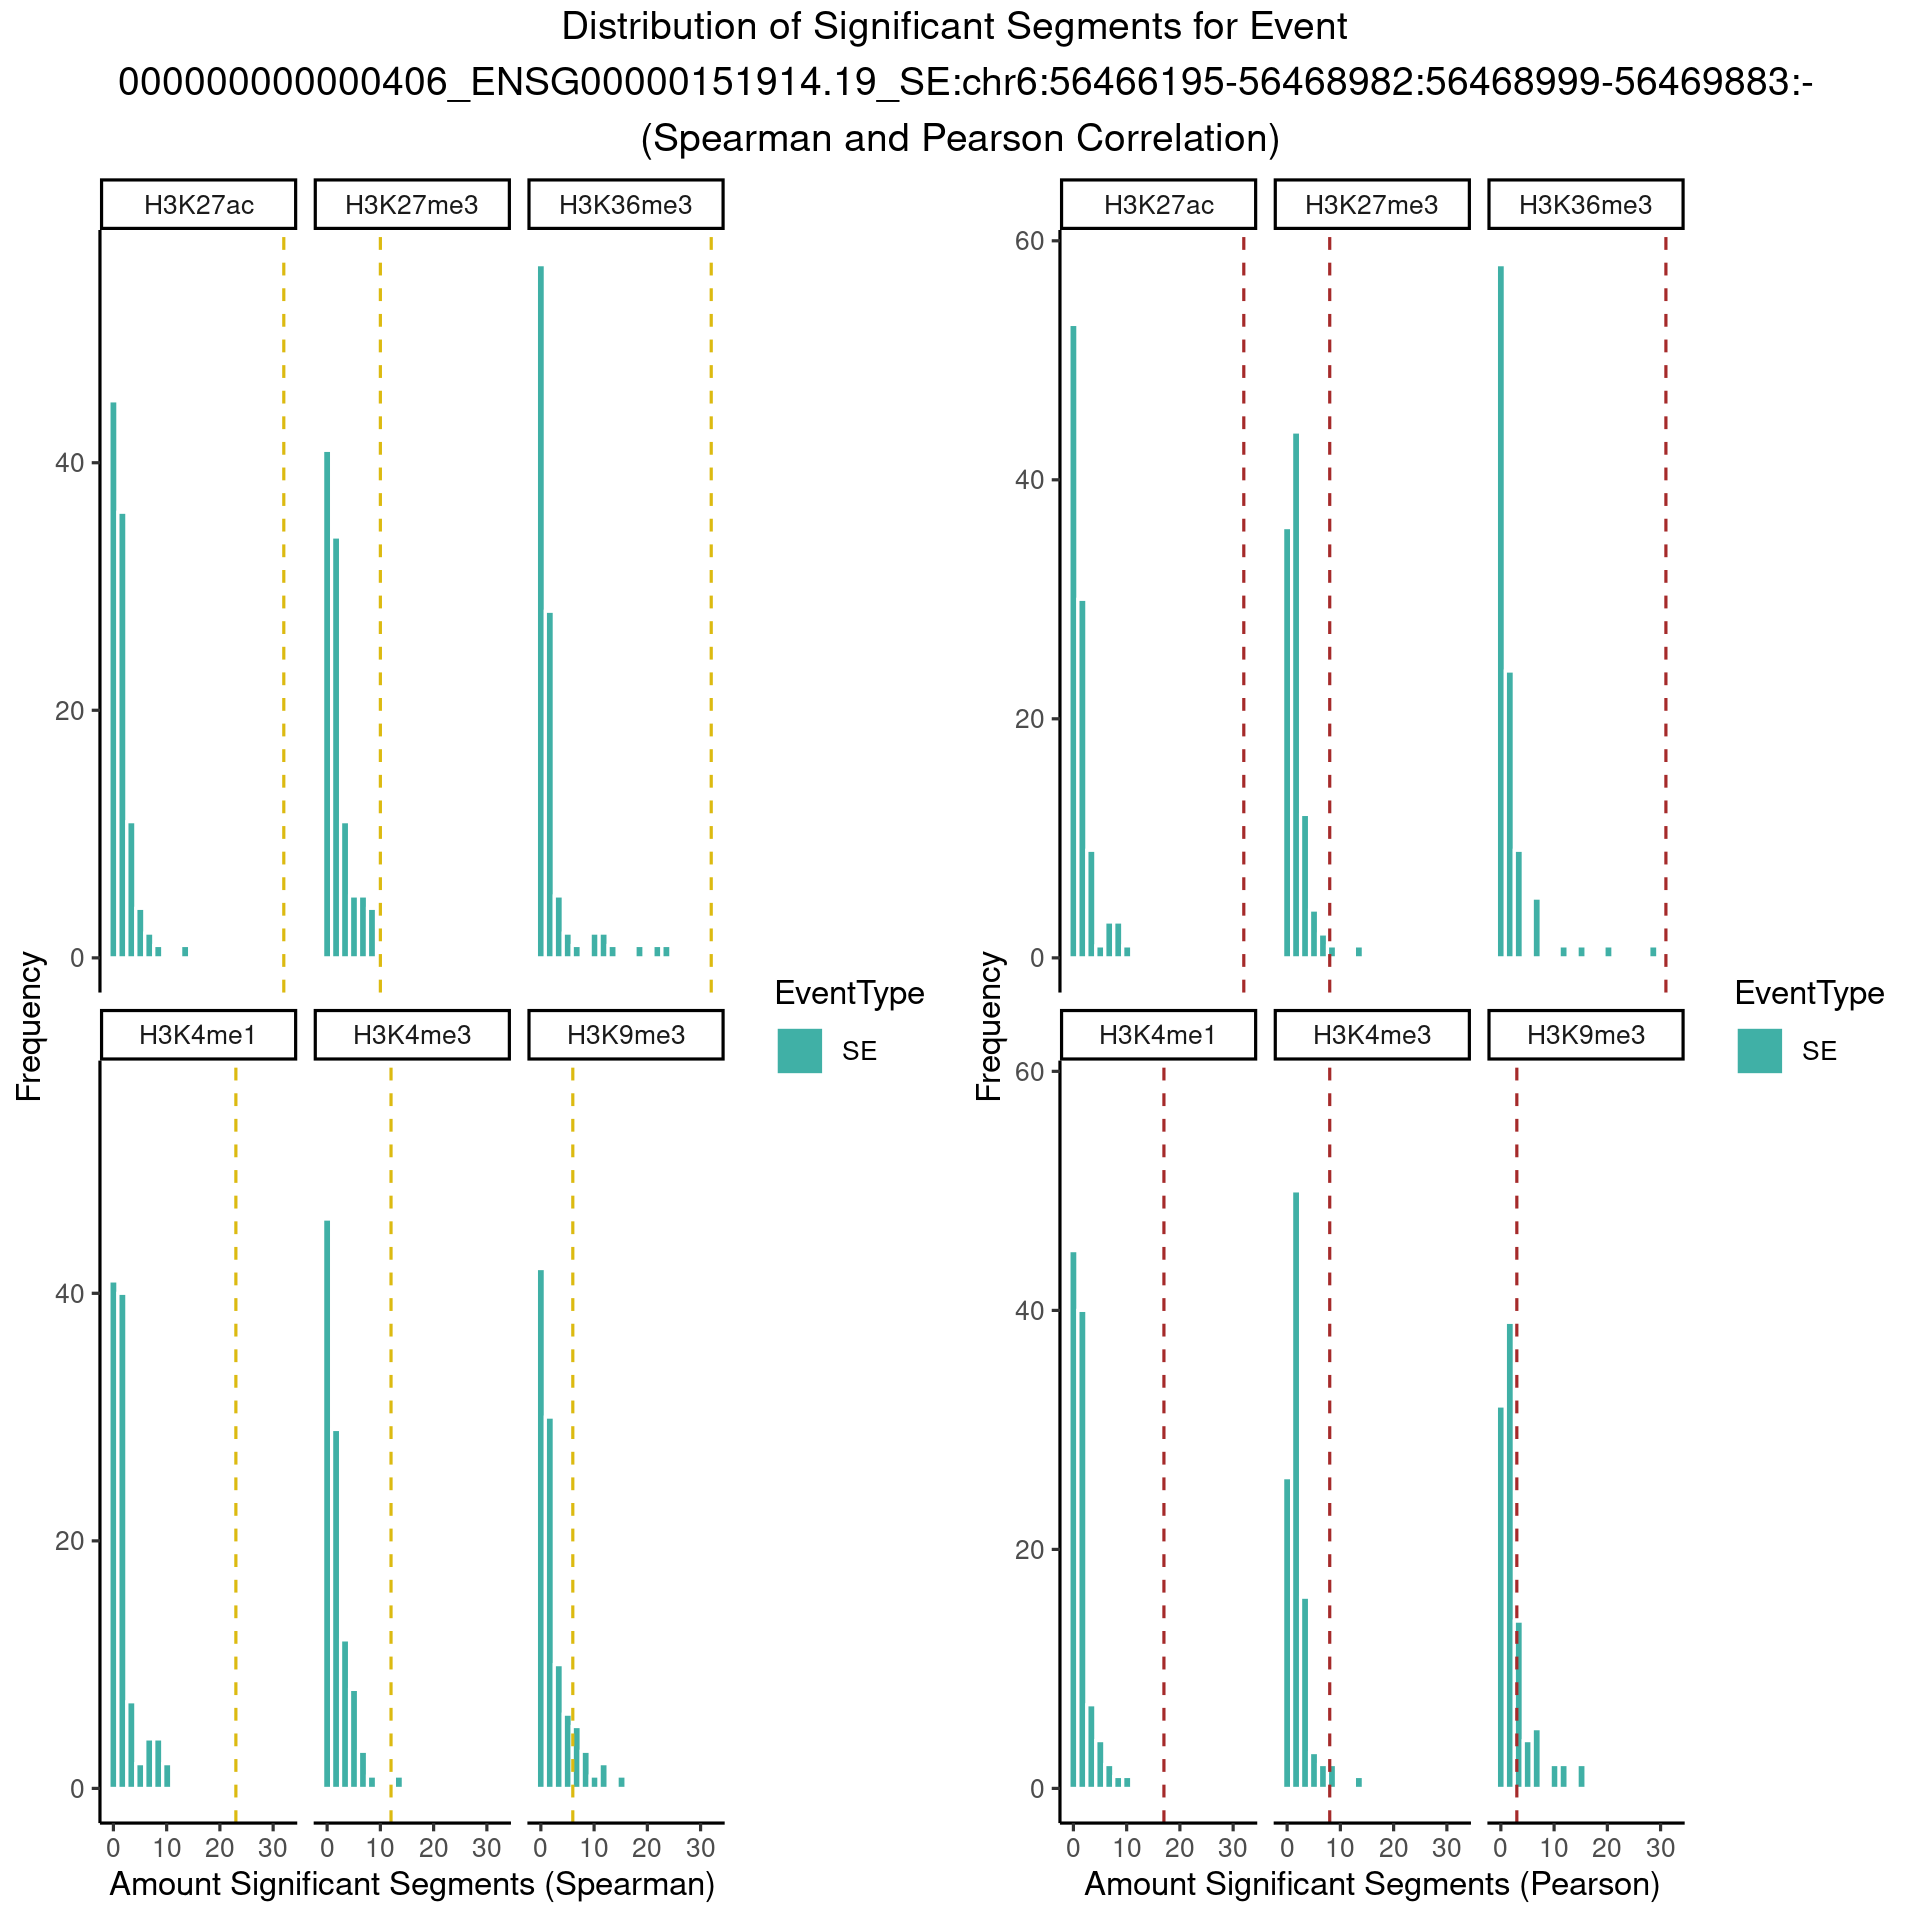 Distribution of Significant Segments for Event
000000000000406_ENSG00000151914.19_SE:chr6:56466195-56468982:56468999-56469883:-
(Spearman and Pearson Correlation)
H3K27ac H3K27me3 H3K36me3
40
20
0
H3K4me1 H3K4me3 H3K9me3
40
20
0
0 10 20 30 0 10 20 30 0 10 20 30
Amount Significant Segments (Spearman)
Frequency
EventType
SE
H3K27ac H3K27me3 H3K36me3
60
40
20
0
H3K4me1 H3K4me3 H3K9me3
60
40
20
0
0 10 20 30 0 10 20 30 0 10 20 30
Amount Significant Segments (Pearson)
Frequency
EventType
SE